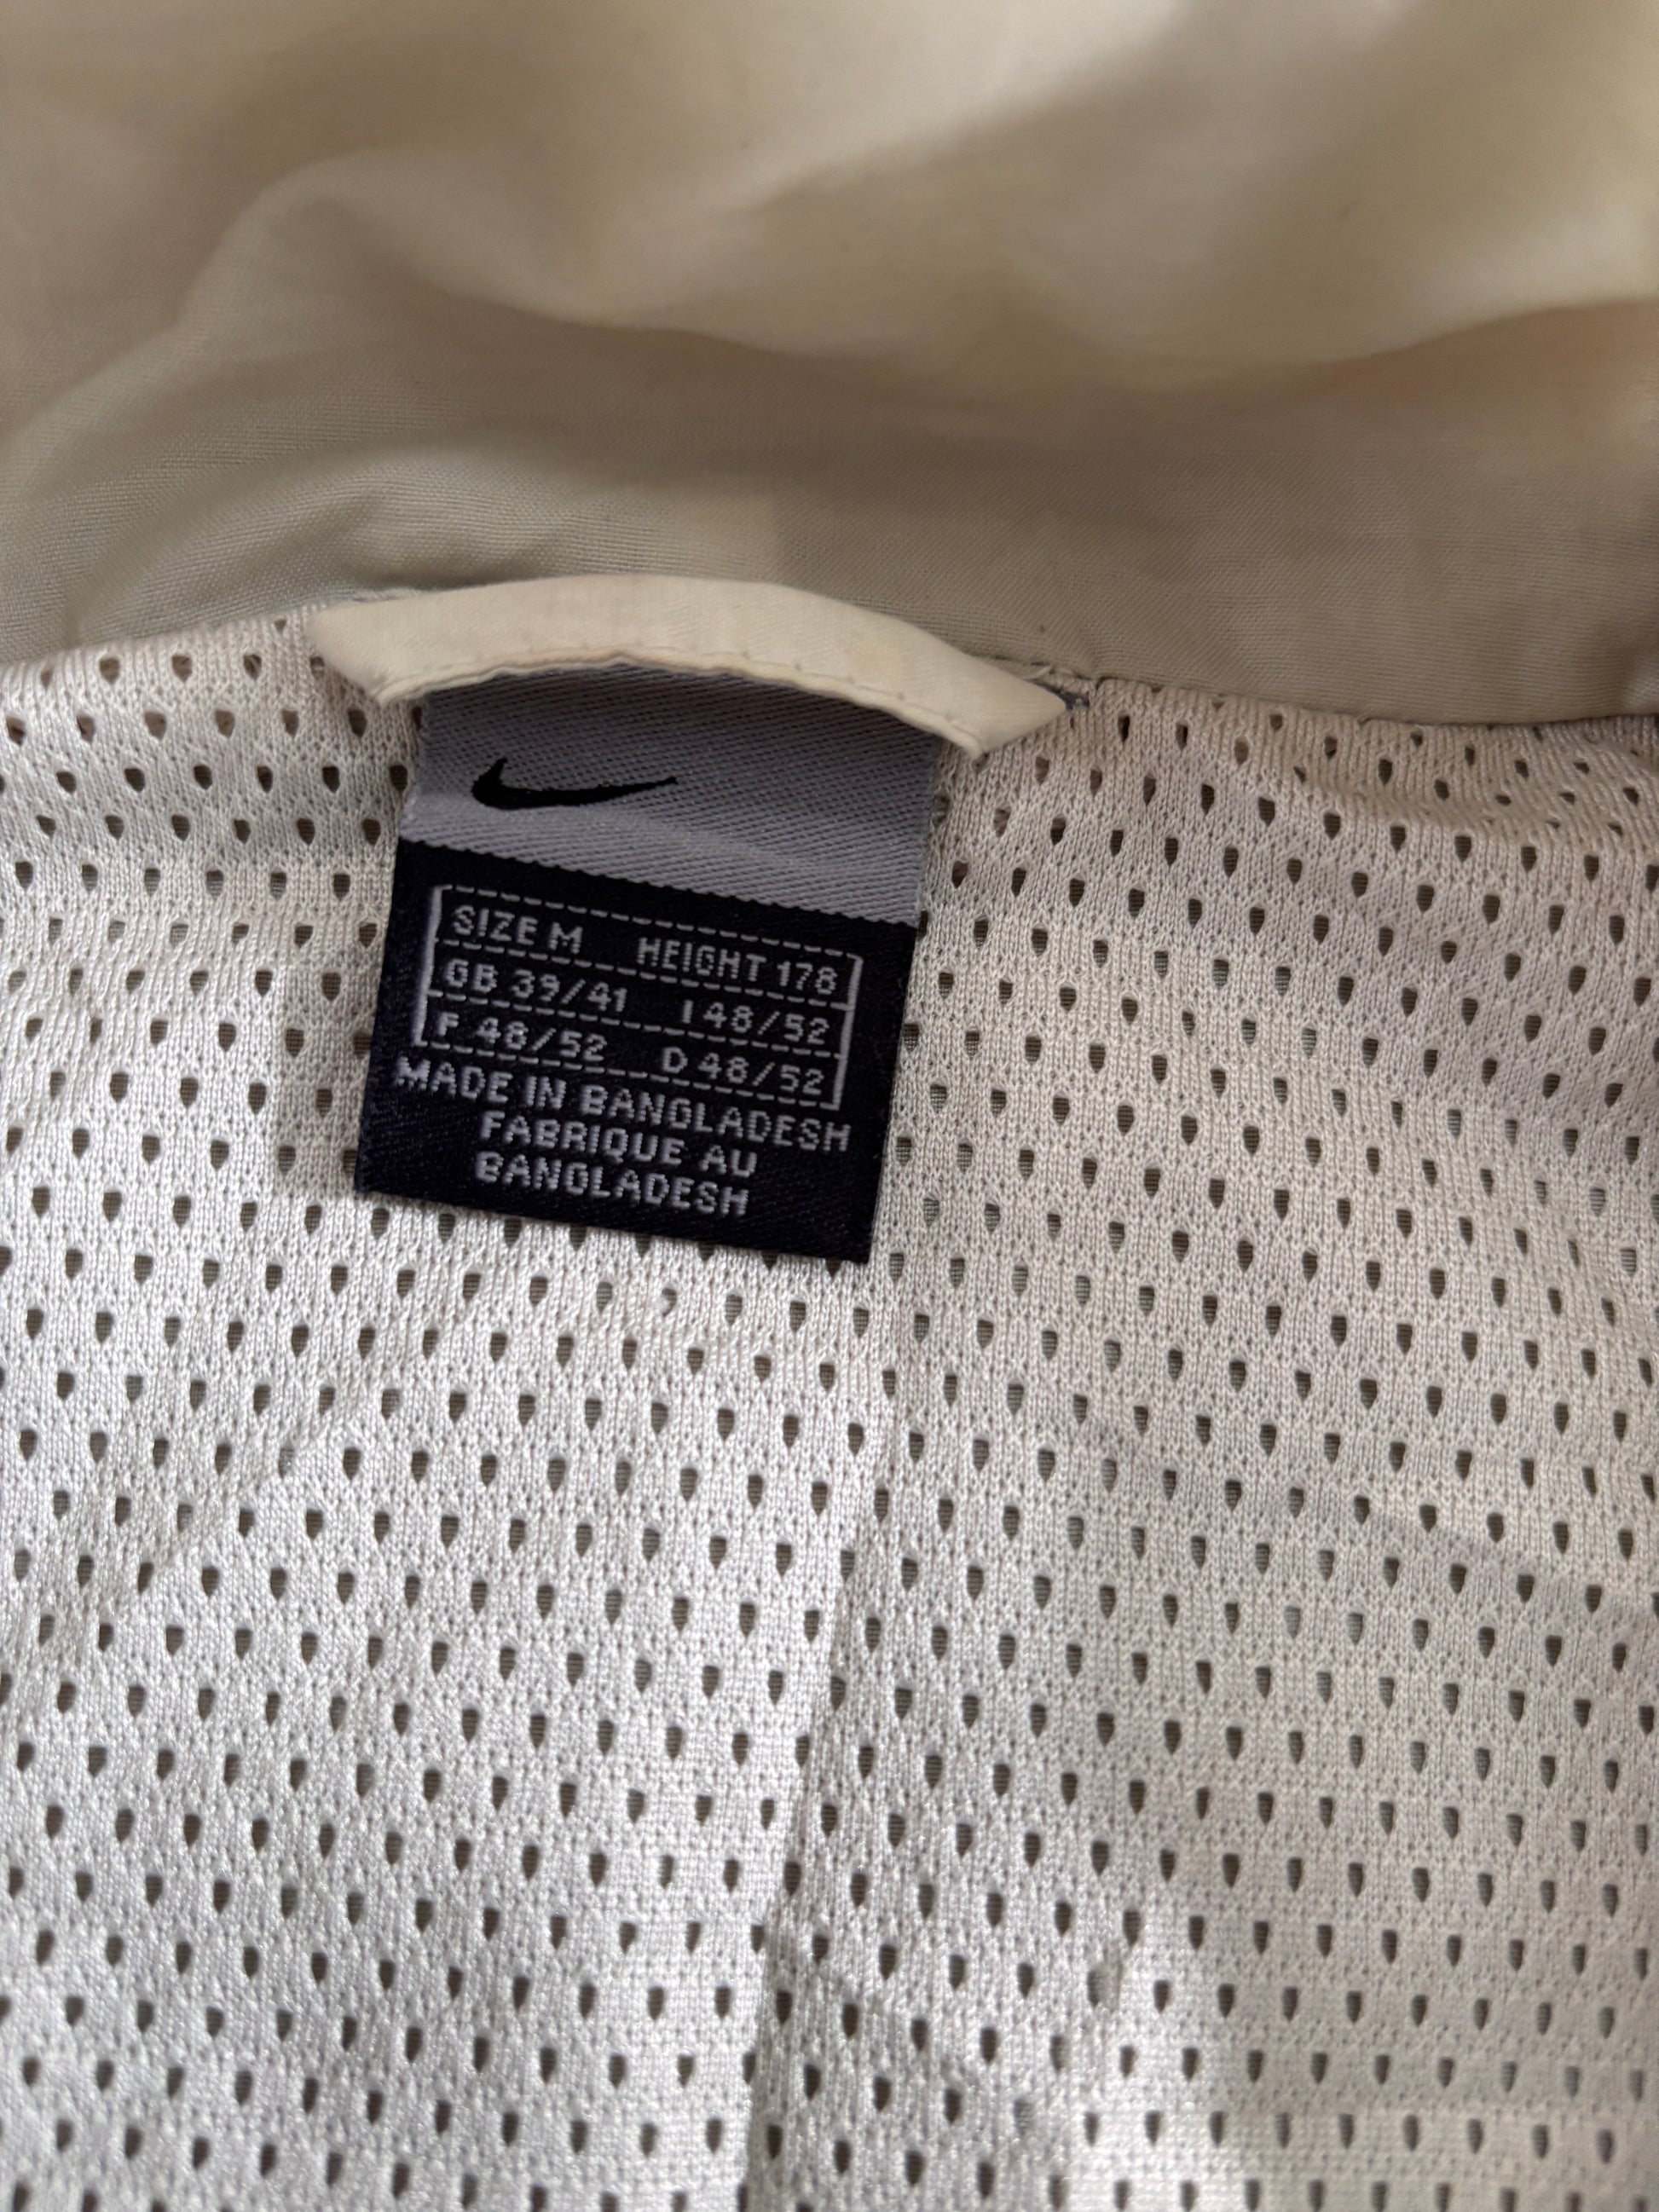 SIZE M HEIGHT 178
GB 39/41 I 48/52
F 48/52 D 48/52
MADE IN BANGLADESH
FABRIQUE AU
BANGLADESH